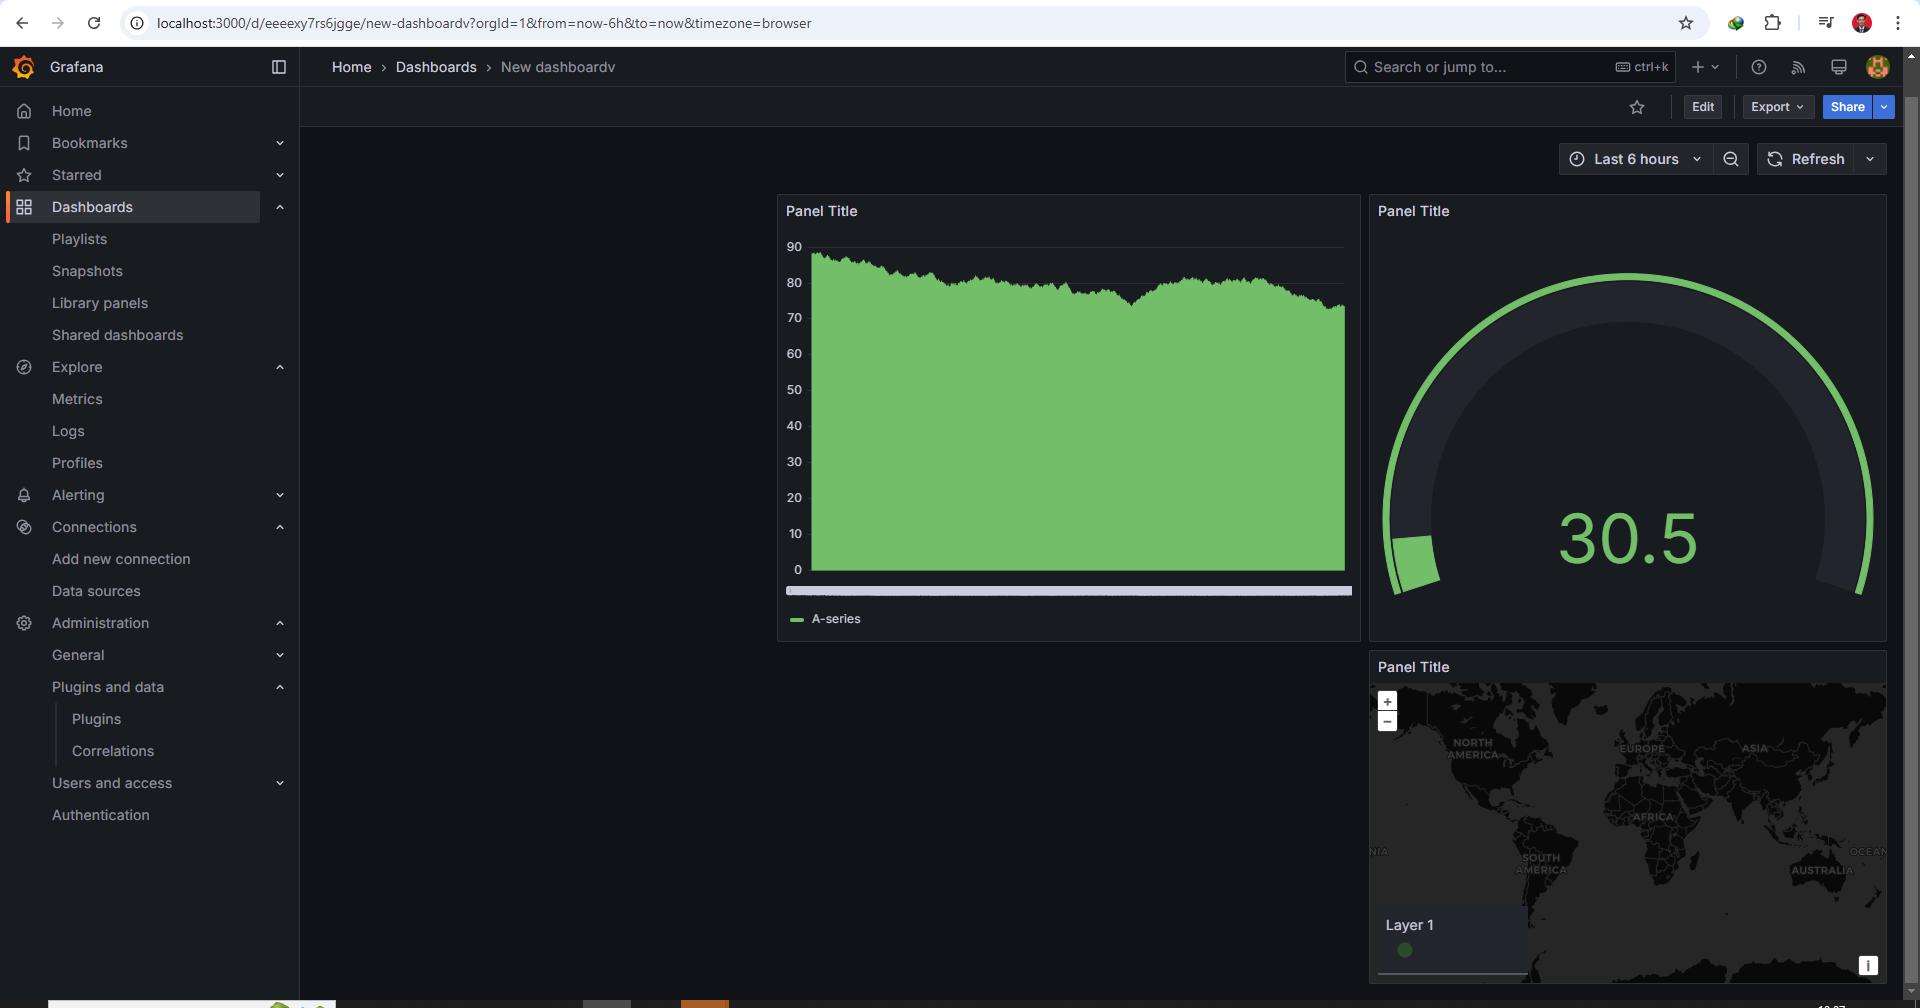 localhost:3000/d/eeeexy7rs6jgge/new-dashboardv?orgId=1&from=now-6h&to=now&timezone=browser
Grafana
Home › Dashboards › New dashboardv
Search or jump to...
ctrl+k
Edit
Export
Share
Home
Bookmarks
Starred
Dashboards
Playlists
Snapshots
Library panels
Shared dashboards
Explore
Metrics
Logs
Profiles
Alerting
Connections
Add new connection
Data sources
Administration
General
Plugins and data
Plugins
Correlations
Users and access
Authentication
Last 6 hours
Refresh
Panel Title
90
80
70
60
50
40
30
20
10
0
A-series
Panel Title
30.5
Panel Title
+
−
NORTH
AMERICA
EUROPE
ASIA
AFRICA
NIA
OCEAN
SOUTH
AMERICA
AUSTRALIA
Layer 1
i